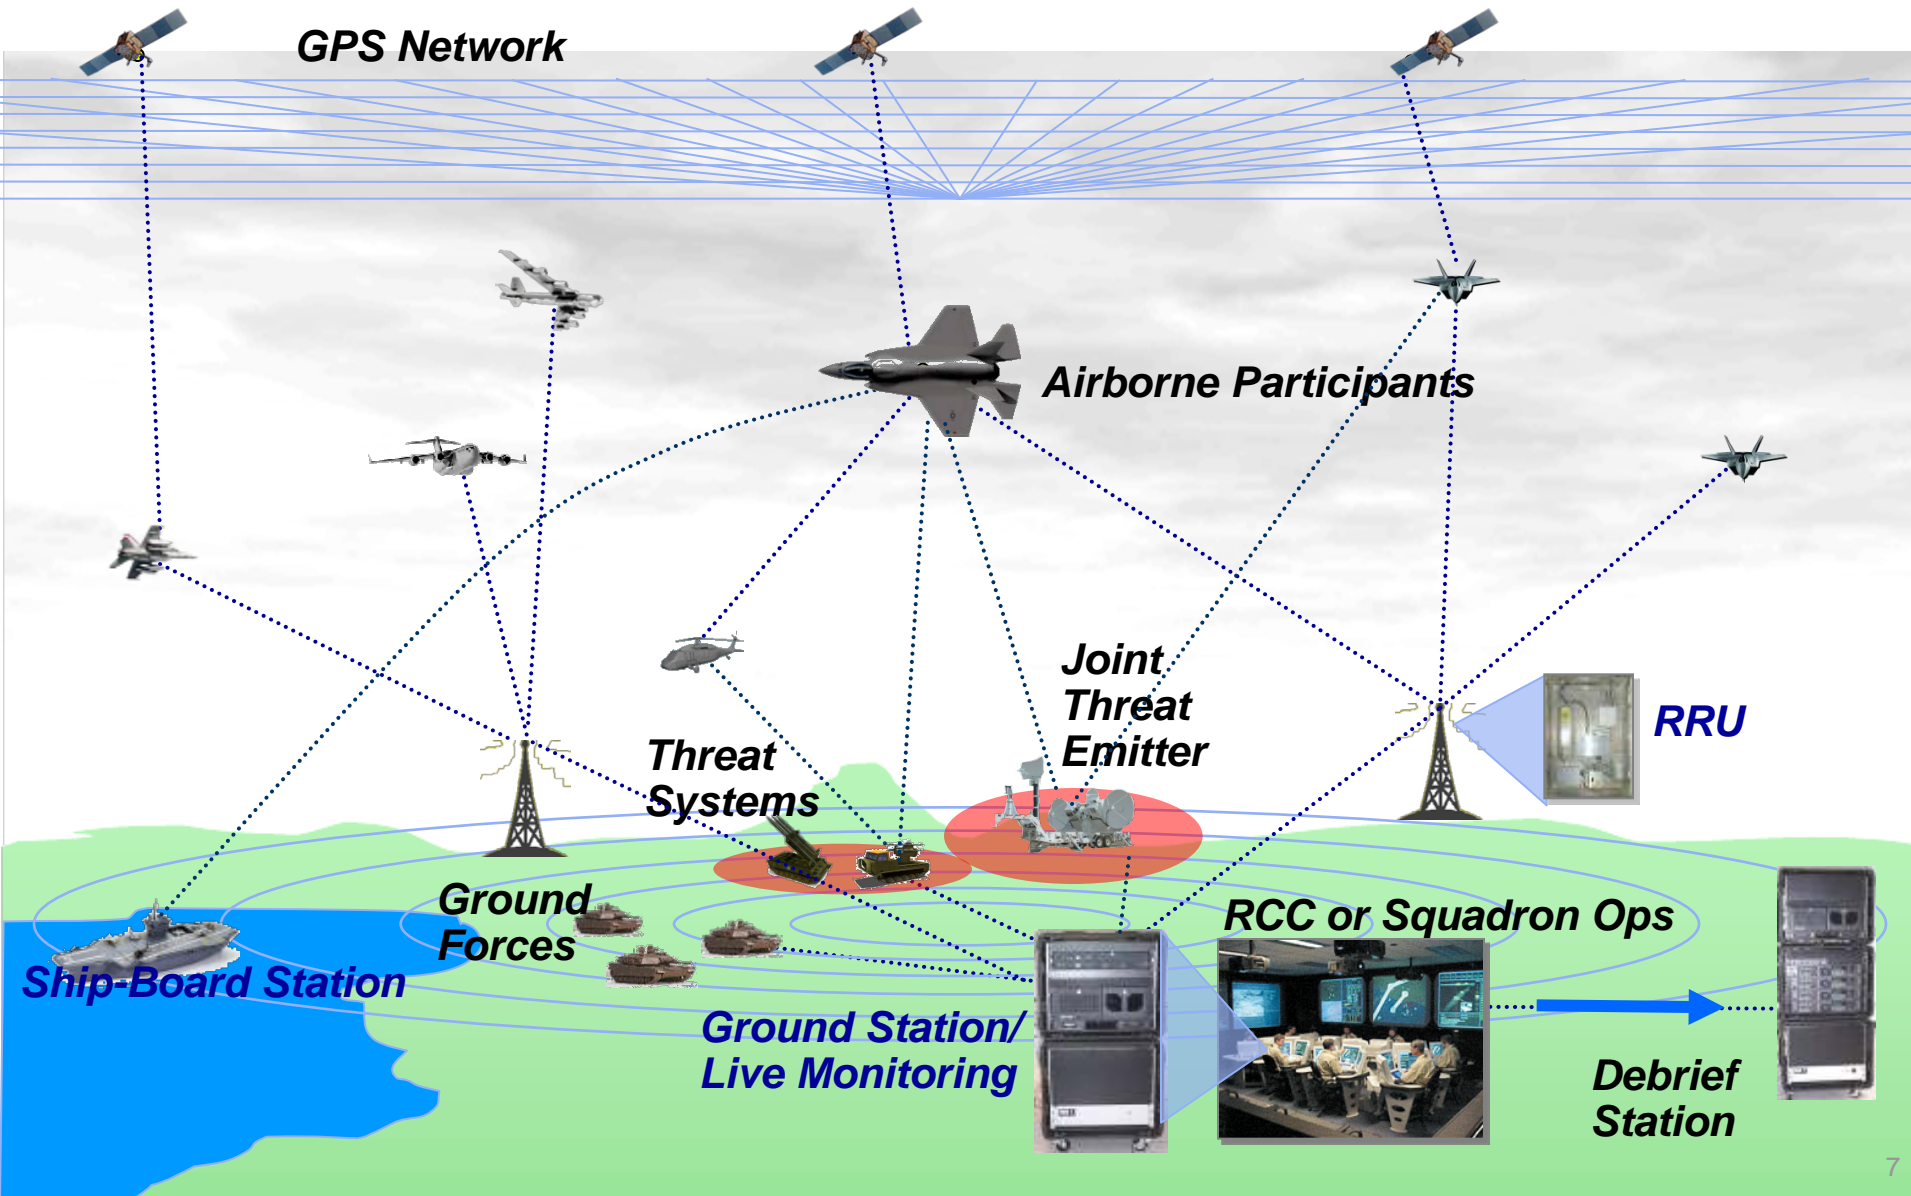 GPS Network
Airborne Participants
Joint
Threat
Emitter
RRU
Threat
Systems
Ground
Forces
RCC or Squadron Ops
Ship-Board Station
Ground Station/
Live Monitoring
Debrief
Station
7